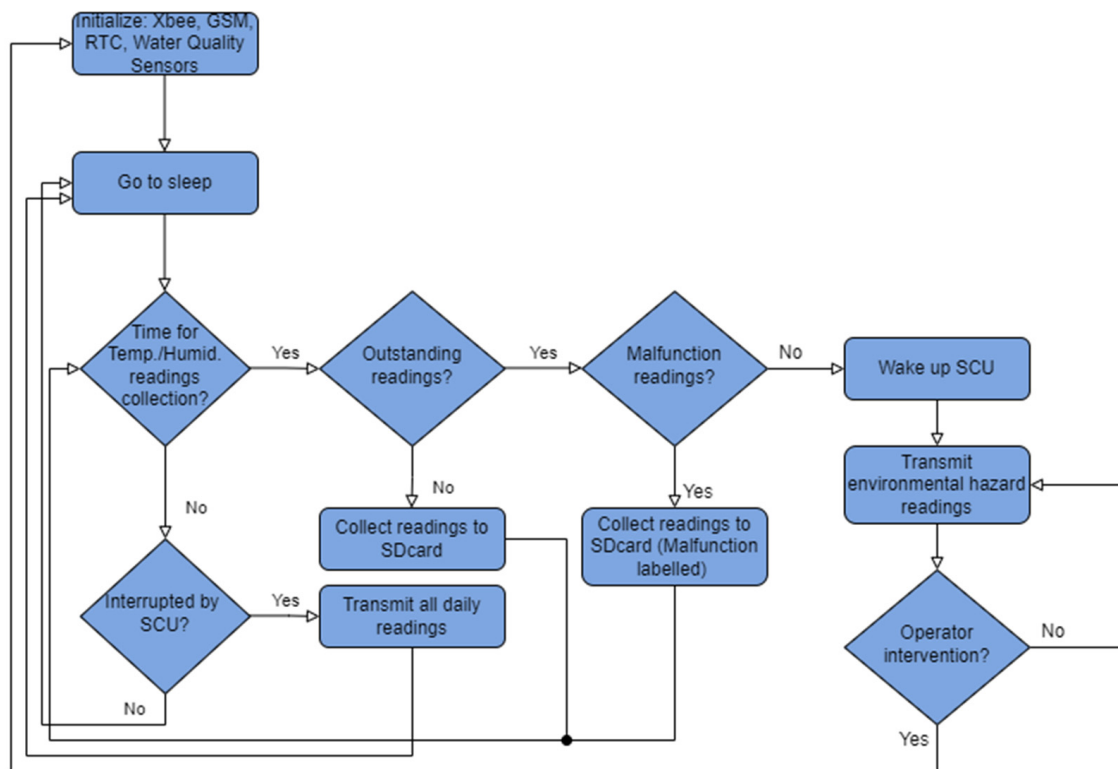 Initialize: Xbee, GSM,
RTC, Water Quality
Sensors
Go to sleep
Time for
Temp./Humid.
readings
collection?
Yes
Outstanding
readings?
Yes
Malfunction
readings?
No
Wake up SCU
Transmit
environmental hazard
readings
No
No
Yes
Collect readings to
SDcard
Collect readings to
SDcard (Malfunction
labelled)
Interrupted by
SCU?
Yes
Transmit all daily
readings
Operator
intervention?
No
No
Yes